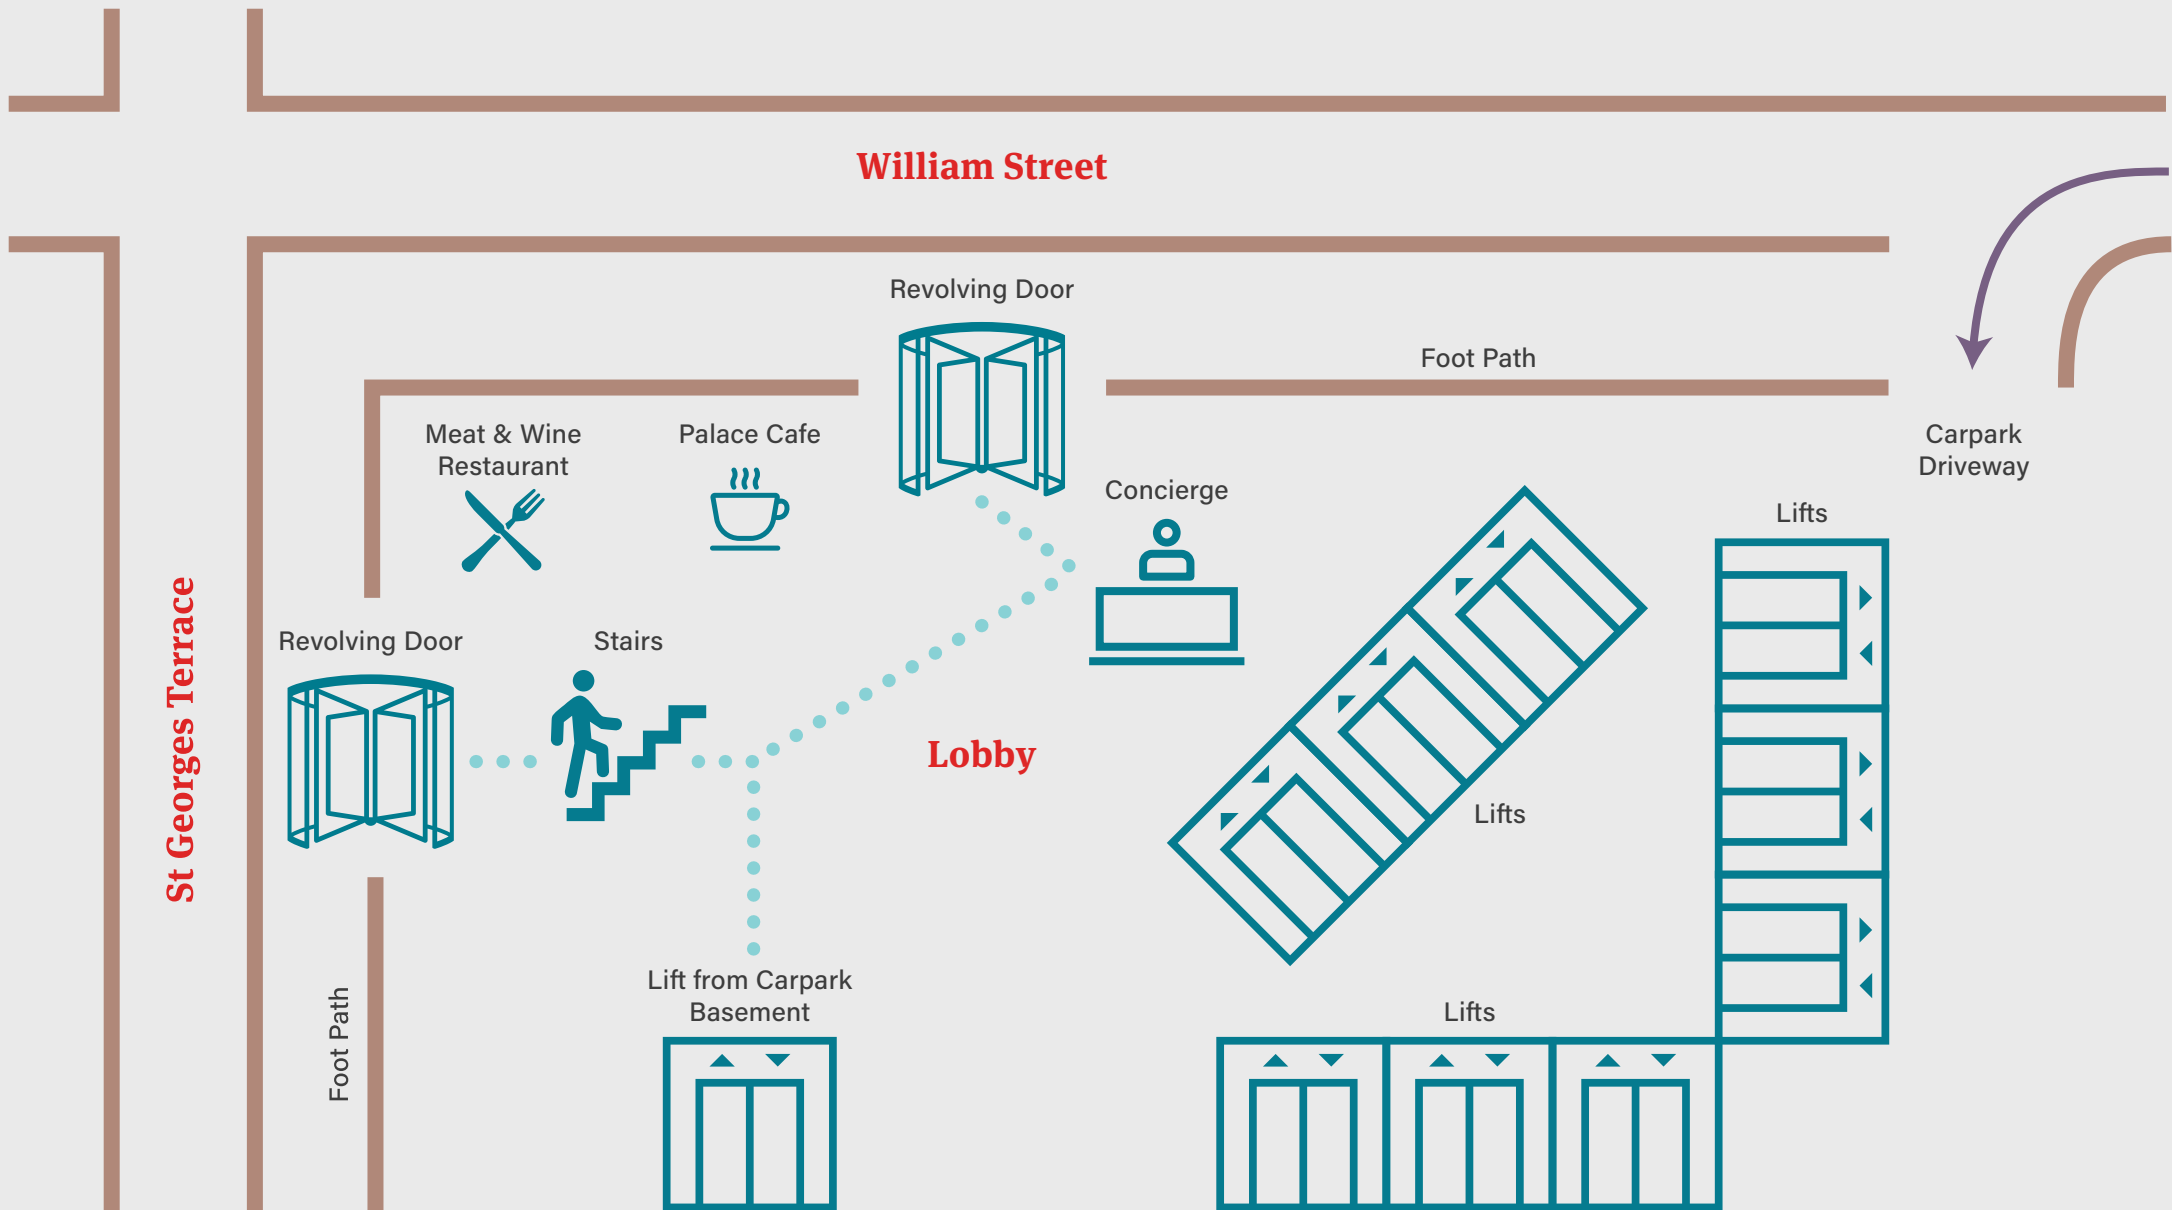 William Street
Revolving Door
Foot Path
Meat & Wine
Restaurant
Palace Cafe
Carpark
Driveway
Concierge
Lifts
St Georges Terrace
Revolving Door
Stairs
Lobby
Lifts
Lift from Carpark
Basement
Lifts
Foot Path